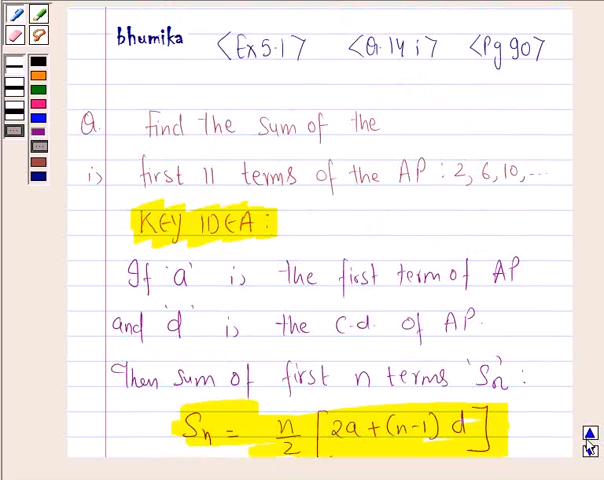 bhumika <Ex 5.1> <Q.14 i> <Pg 90>
Q. Find the sum of the
i) first 11 terms of the AP : 2, 6, 10, ...
KEY IDEA :
If 'a' is the first term of AP
and 'd' is the c.d. of AP.
Then sum of first n terms 'Sn' :
Sn = n/2 [2a + (n-1) d]